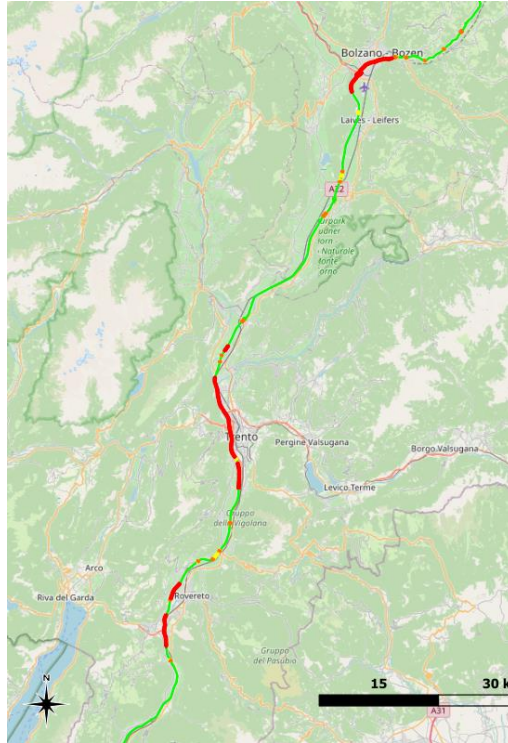 Bolzano - Bozen
Laives - Leifers
A22
Naturale
Trento
Pergine Valsugana
Borgo Valsugana
Levico Terme
Gruppo
della Vigolana
Arco
Riva del Garda
Rovereto
Gruppo
del Pasubio
N
15
30 k
A31